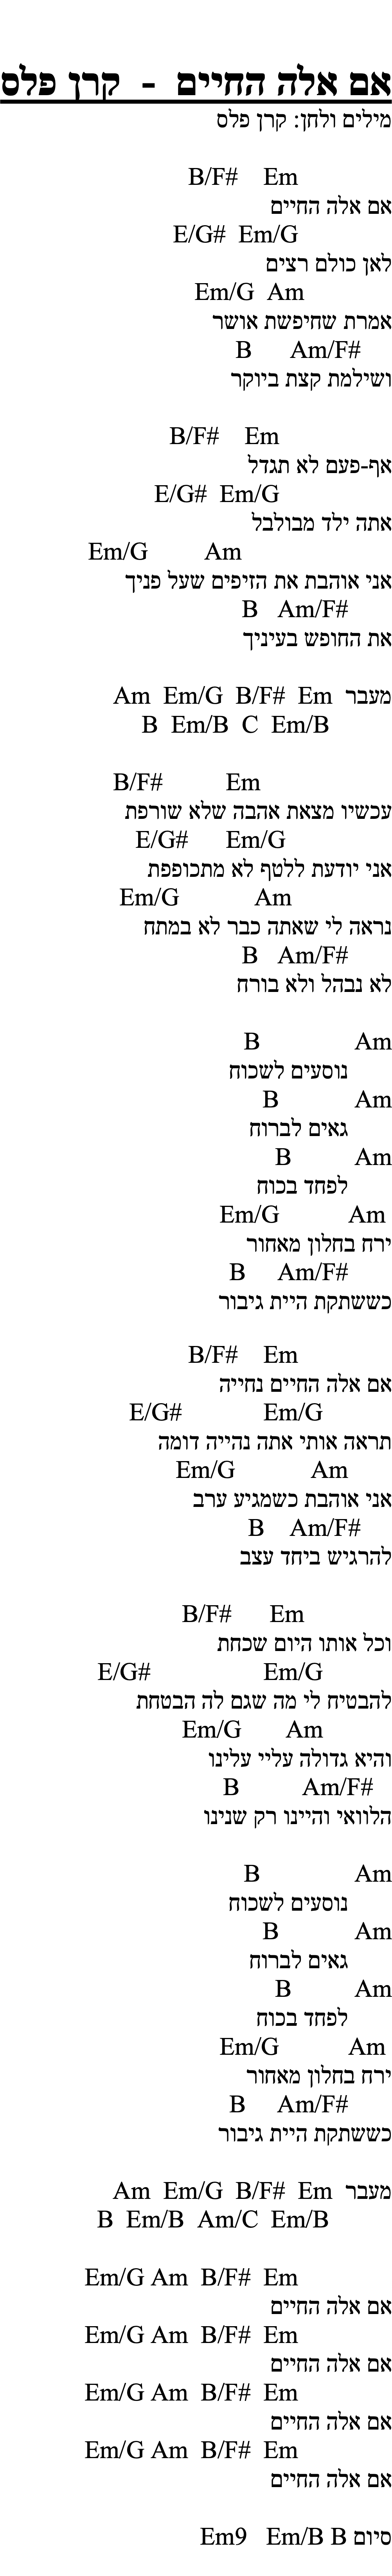 אם אלה החיים - קרן פלס
מילים ולחן: קרן פלס
B/F# Em
אם אלה החיים
E/G# Em/G
לאן כולם רצים
Em/G Am
אמרת שחיפשת אושר
B Am/F#
ושילמת קצת ביוקר
B/F# Em
אף-פעם לא תגדל
E/G# Em/G
אתה ילד מבולבל
Em/G Am
אני אוהבת את הזיפים שעל פניך
B Am/F#
את החופש בעיניך
Am Em/G B/F# Em מעבר
B Em/B C Em/B
B/F# Em
עכשיו מצאת אהבה שלא שורפת
E/G# Em/G
אני יודעת ללטף לא מתכופפת
Em/G Am
נראה לי שאתה כבר לא במתח
B Am/F#
לא נבהל ולא בורח
B Am
נוסעים לשכוח
B Am
גאים לברוח
B Am
לפחד בכוח
Em/G Am
ירח בחלון מאחור
B Am/F#
כששתקת היית גיבור
B/F# Em
אם אלה החיים נחייה
E/G# Em/G
תראה אותי אתה נהייה דומה
Em/G Am
אני אוהבת כשמגיע ערב
B Am/F#
להרגיש ביחד עצב
B/F# Em
וכל אותו היום שכחת
E/G# Em/G
להבטיח לי מה שגם לה הבטחת
Em/G Am
והיא גדולה עליי עלינו
B Am/F#
הלוואי והיינו רק שנינו
B Am
נוסעים לשכוח
B Am
גאים לברוח
B Am
לפחד בכוח
Em/G Am
ירח בחלון מאחור
B Am/F#
כששתקת היית גיבור
Am Em/G B/F# Em מעבר
B Em/B Am/C Em/B
Em/G Am B/F# Em
אם אלה החיים
Em/G Am B/F# Em
אם אלה החיים
Em/G Am B/F# Em
אם אלה החיים
Em/G Am B/F# Em
אם אלה החיים
Em9 Em/B B סיום